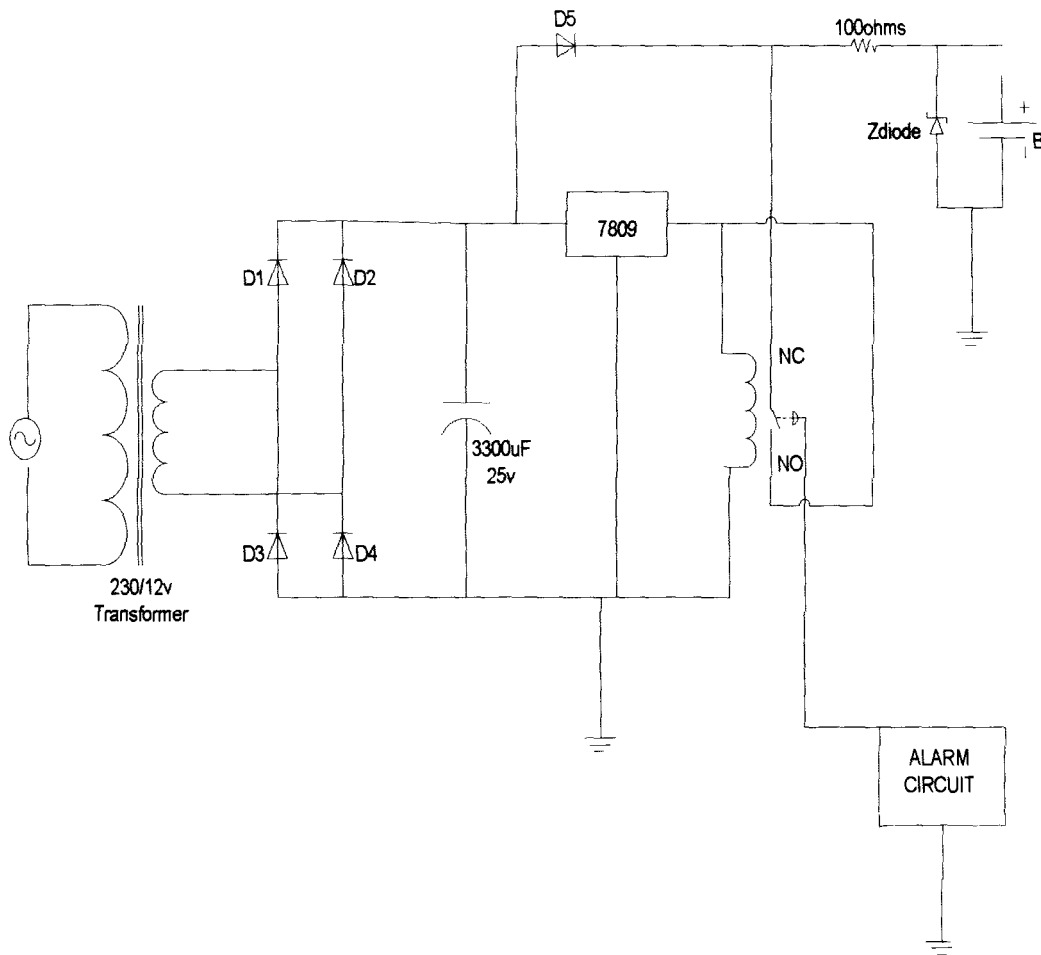 D5
100ohms
Zdiode
+
B
7809
D1
D2
NC
NO
3300uF
25v
D3
D4
230/12v
Transformer
ALARM
CIRCUIT